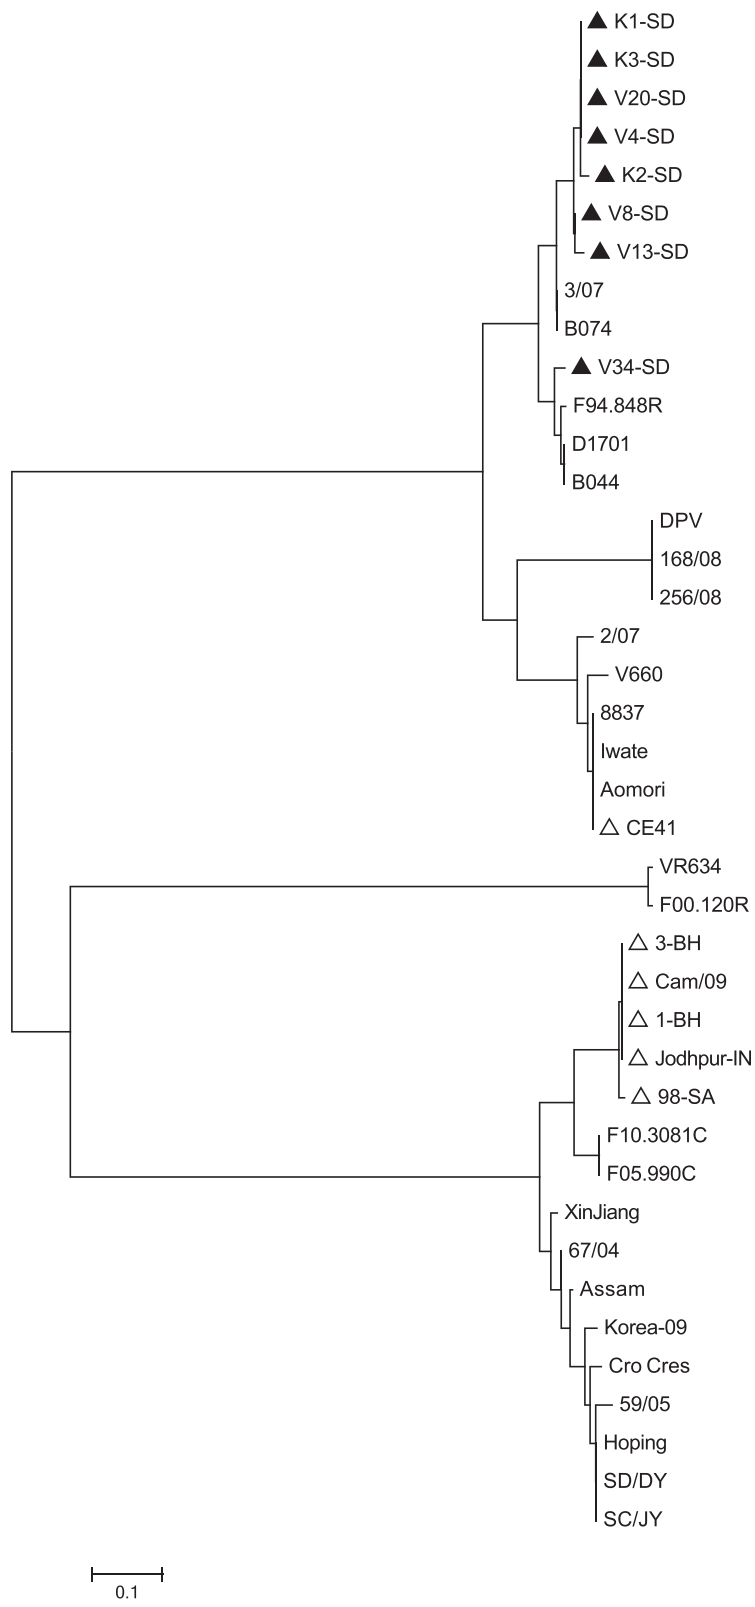 K1-SD
K3-SD
V20-SD
V4-SD
K2-SD
V8-SD
V13-SD
3/07
B074
V34-SD
F94.848R
D1701
B044
DPV
168/08
256/08
2/07
V660
8837
Iwate
Aomori
CE41
VR634
F00.120R
3-BH
Cam/09
1-BH
Jodhpur-IN
98-SA
F10.3081C
F05.990C
XinJiang
67/04
Assam
Korea-09
Cro Cres
59/05
Hoping
SD/DY
SC/JY
0.1